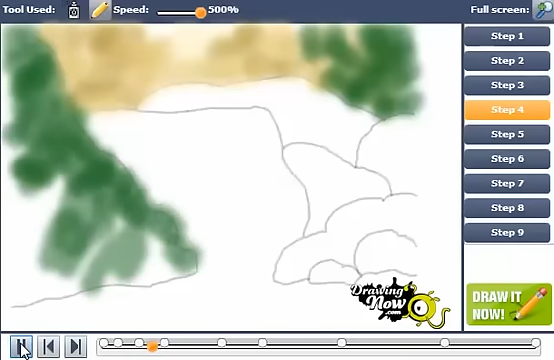 Tool Used: Speed: 500% Full screen:
Step 1
Step 2
Step 3
Step 4
Step 5
Step 6
Step 7
Step 8
Step 9
Drawing
Now
.com
DRAW IT
NOW!